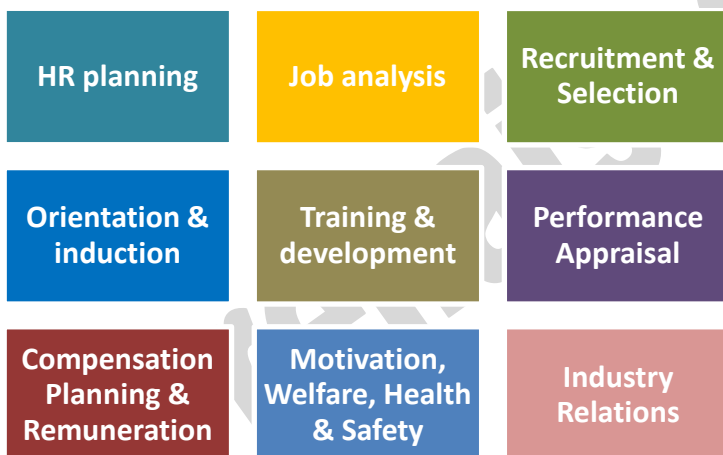 HR planning
Job analysis
Recruitment &
Selection
Orientation &
induction
Training &
development
Performance
Appraisal
Compensation
Planning &
Remuneration
Motivation,
Welfare, Health
& Safety
Industry
Relations